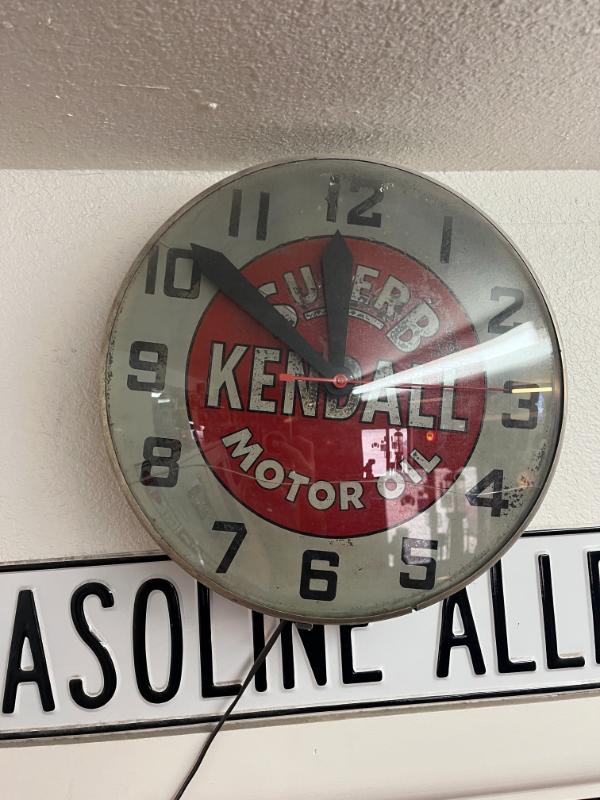 11 12 1
10 2
9 3
8 4
7 6 5
SUPERB
KENDALL
MOTOR OIL
ASOLINE ALL